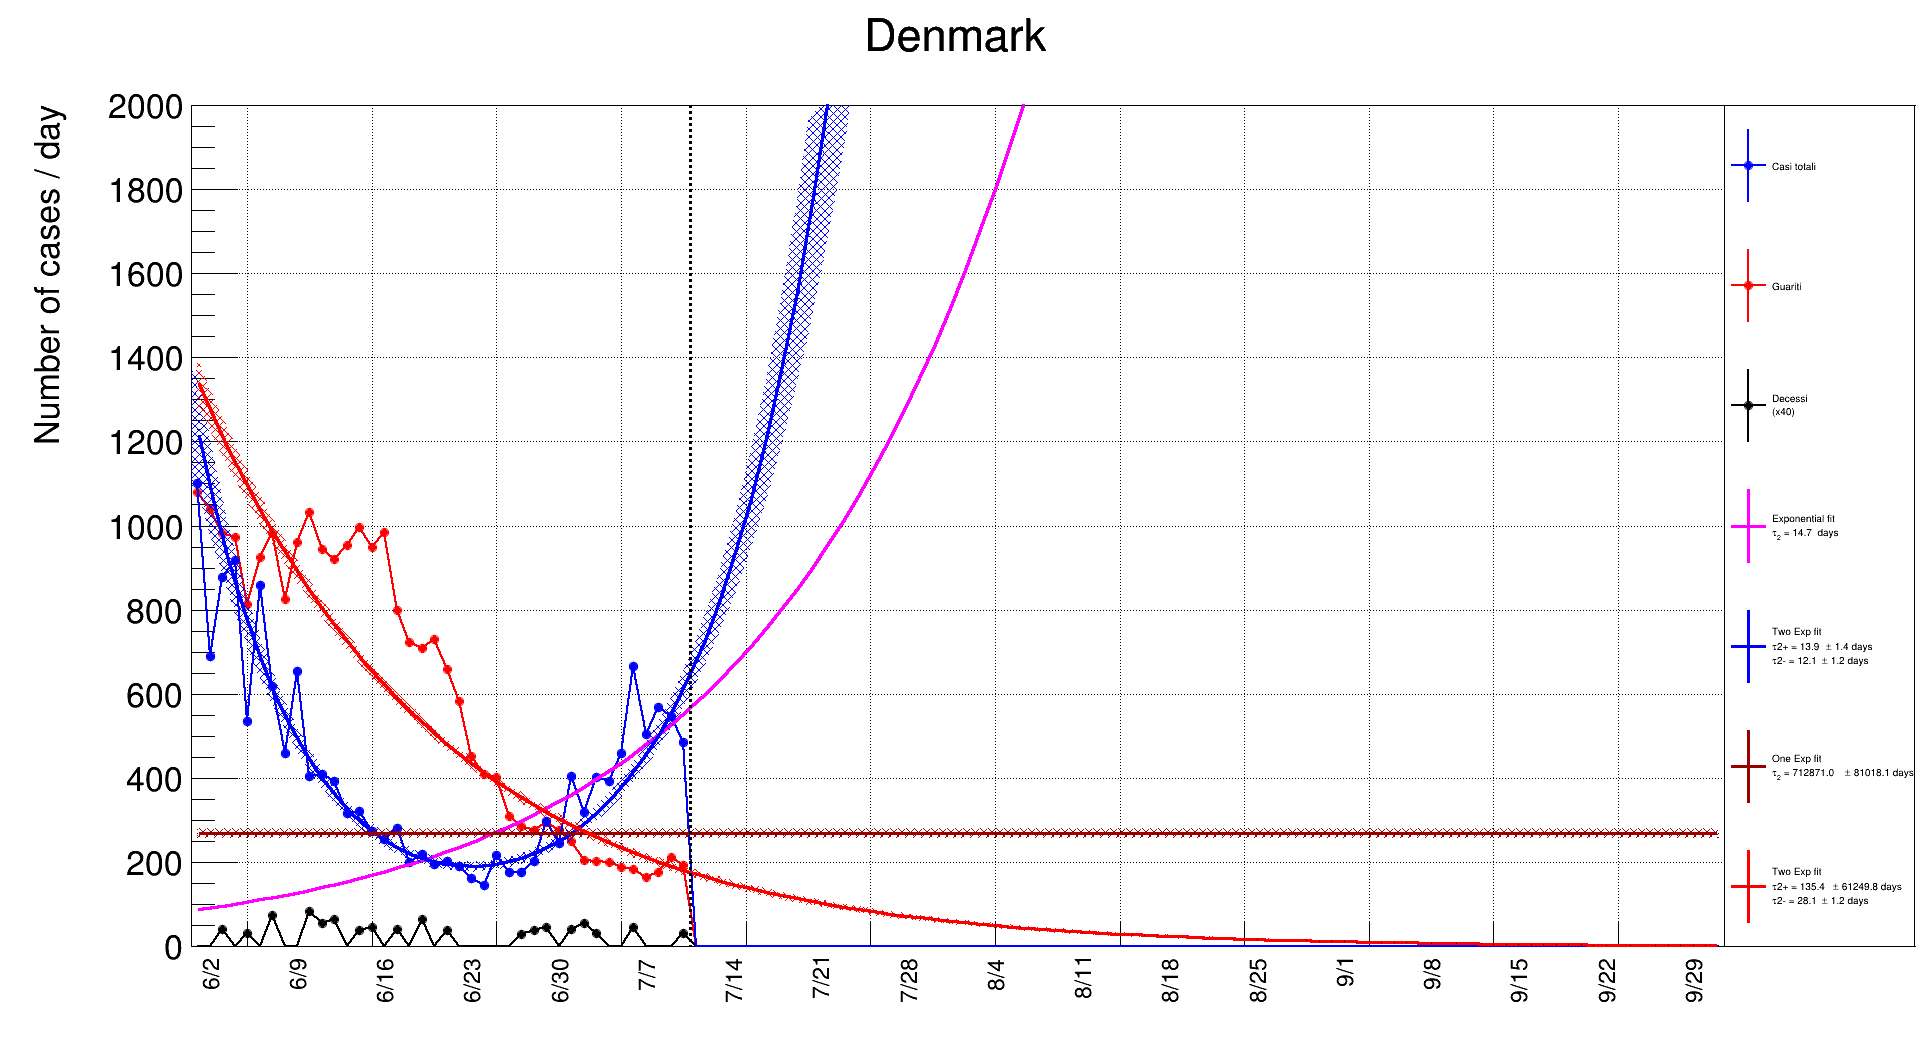 Denmark
Number of cases / day
2000
1800
1600
1400
1200
1000
800
600
400
200
0
6/2
6/9
6/16
6/23
6/30
7/7
7/14
7/21
7/28
8/4
8/11
8/18
8/25
9/1
9/8
9/15
9/22
9/29
Casi totali
Guariti
Decessi
(x40)
Exponential fit
τ2 = 14.7 days
Two Exp fit
τ2+ = 13.9 ± 1.4 days
τ2- = 12.1 ± 1.2 days
One Exp fit
τ2 = 712871.0 ± 81018.1 days
Two Exp fit
τ2+ = 135.4 ± 61249.8 days
τ2- = 28.1 ± 1.2 days